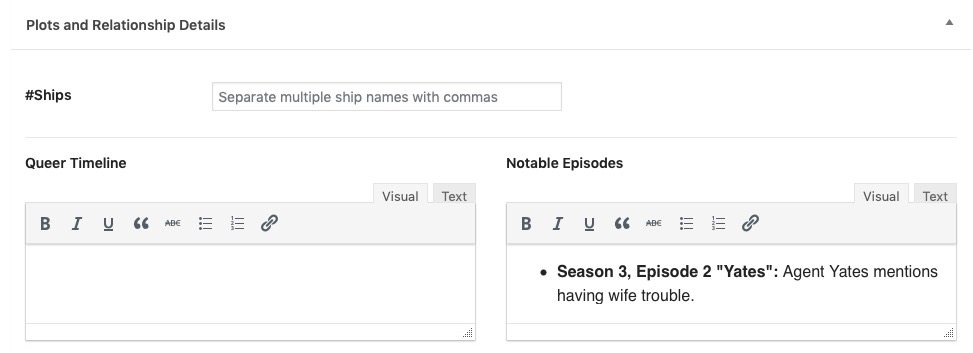 Plots and Relationship Details
#Ships
Separate multiple ship names with commas
Queer Timeline
Visual Text
B I U “ ABC
Notable Episodes
Visual Text
B I U “ ABC
• Season 3, Episode 2 "Yates": Agent Yates mentions
having wife trouble.